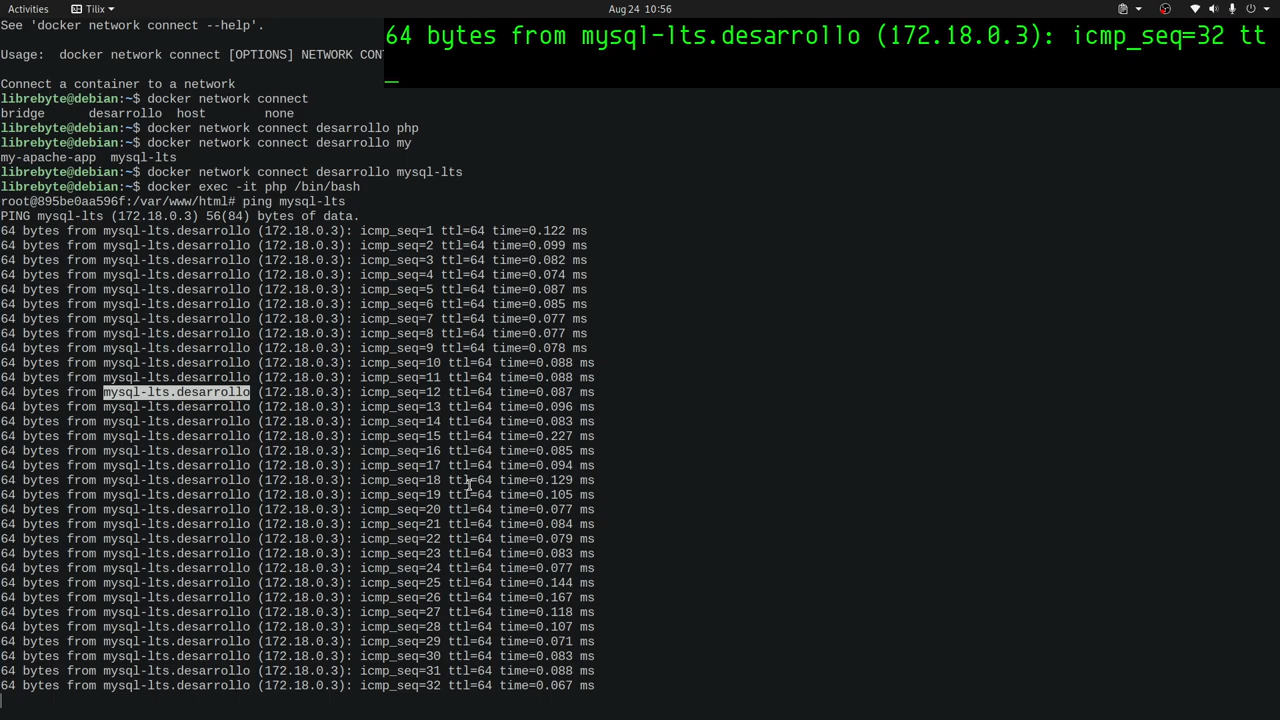 Activities
Tilix
Aug 24 10:56
See 'docker network connect --help'.
Usage:  docker network connect [OPTIONS] NETWORK CON
Connect a container to a network
librebyte@debian:~$ docker network connect
bridge      desarrollo  host        none
librebyte@debian:~$ docker network connect desarrollo php
librebyte@debian:~$ docker network connect desarrollo my
my-apache-app  mysql-lts
librebyte@debian:~$ docker network connect desarrollo mysql-lts
librebyte@debian:~$ docker exec -it php /bin/bash
root@895be0aa596f:/var/www/html# ping mysql-lts
PING mysql-lts (172.18.0.3) 56(84) bytes of data.
64 bytes from mysql-lts.desarrollo (172.18.0.3): icmp_seq=1 ttl=64 time=0.122 ms
64 bytes from mysql-lts.desarrollo (172.18.0.3): icmp_seq=2 ttl=64 time=0.099 ms
64 bytes from mysql-lts.desarrollo (172.18.0.3): icmp_seq=3 ttl=64 time=0.082 ms
64 bytes from mysql-lts.desarrollo (172.18.0.3): icmp_seq=4 ttl=64 time=0.074 ms
64 bytes from mysql-lts.desarrollo (172.18.0.3): icmp_seq=5 ttl=64 time=0.087 ms
64 bytes from mysql-lts.desarrollo (172.18.0.3): icmp_seq=6 ttl=64 time=0.085 ms
64 bytes from mysql-lts.desarrollo (172.18.0.3): icmp_seq=7 ttl=64 time=0.077 ms
64 bytes from mysql-lts.desarrollo (172.18.0.3): icmp_seq=8 ttl=64 time=0.077 ms
64 bytes from mysql-lts.desarrollo (172.18.0.3): icmp_seq=9 ttl=64 time=0.078 ms
64 bytes from mysql-lts.desarrollo (172.18.0.3): icmp_seq=10 ttl=64 time=0.088 ms
64 bytes from mysql-lts.desarrollo (172.18.0.3): icmp_seq=11 ttl=64 time=0.088 ms
64 bytes from mysql-lts.desarrollo (172.18.0.3): icmp_seq=12 ttl=64 time=0.087 ms
64 bytes from mysql-lts.desarrollo (172.18.0.3): icmp_seq=13 ttl=64 time=0.096 ms
64 bytes from mysql-lts.desarrollo (172.18.0.3): icmp_seq=14 ttl=64 time=0.083 ms
64 bytes from mysql-lts.desarrollo (172.18.0.3): icmp_seq=15 ttl=64 time=0.227 ms
64 bytes from mysql-lts.desarrollo (172.18.0.3): icmp_seq=16 ttl=64 time=0.085 ms
64 bytes from mysql-lts.desarrollo (172.18.0.3): icmp_seq=17 ttl=64 time=0.094 ms
64 bytes from mysql-lts.desarrollo (172.18.0.3): icmp_seq=18 ttl=64 time=0.129 ms
64 bytes from mysql-lts.desarrollo (172.18.0.3): icmp_seq=19 ttl=64 time=0.105 ms
64 bytes from mysql-lts.desarrollo (172.18.0.3): icmp_seq=20 ttl=64 time=0.077 ms
64 bytes from mysql-lts.desarrollo (172.18.0.3): icmp_seq=21 ttl=64 time=0.084 ms
64 bytes from mysql-lts.desarrollo (172.18.0.3): icmp_seq=22 ttl=64 time=0.079 ms
64 bytes from mysql-lts.desarrollo (172.18.0.3): icmp_seq=23 ttl=64 time=0.083 ms
64 bytes from mysql-lts.desarrollo (172.18.0.3): icmp_seq=24 ttl=64 time=0.077 ms
64 bytes from mysql-lts.desarrollo (172.18.0.3): icmp_seq=25 ttl=64 time=0.144 ms
64 bytes from mysql-lts.desarrollo (172.18.0.3): icmp_seq=26 ttl=64 time=0.167 ms
64 bytes from mysql-lts.desarrollo (172.18.0.3): icmp_seq=27 ttl=64 time=0.118 ms
64 bytes from mysql-lts.desarrollo (172.18.0.3): icmp_seq=28 ttl=64 time=0.107 ms
64 bytes from mysql-lts.desarrollo (172.18.0.3): icmp_seq=29 ttl=64 time=0.071 ms
64 bytes from mysql-lts.desarrollo (172.18.0.3): icmp_seq=30 ttl=64 time=0.083 ms
64 bytes from mysql-lts.desarrollo (172.18.0.3): icmp_seq=31 ttl=64 time=0.088 ms
64 bytes from mysql-lts.desarrollo (172.18.0.3): icmp_seq=32 ttl=64 time=0.067 ms
64 bytes from mysql-lts.desarrollo (172.18.0.3): icmp_seq=32 tt
_